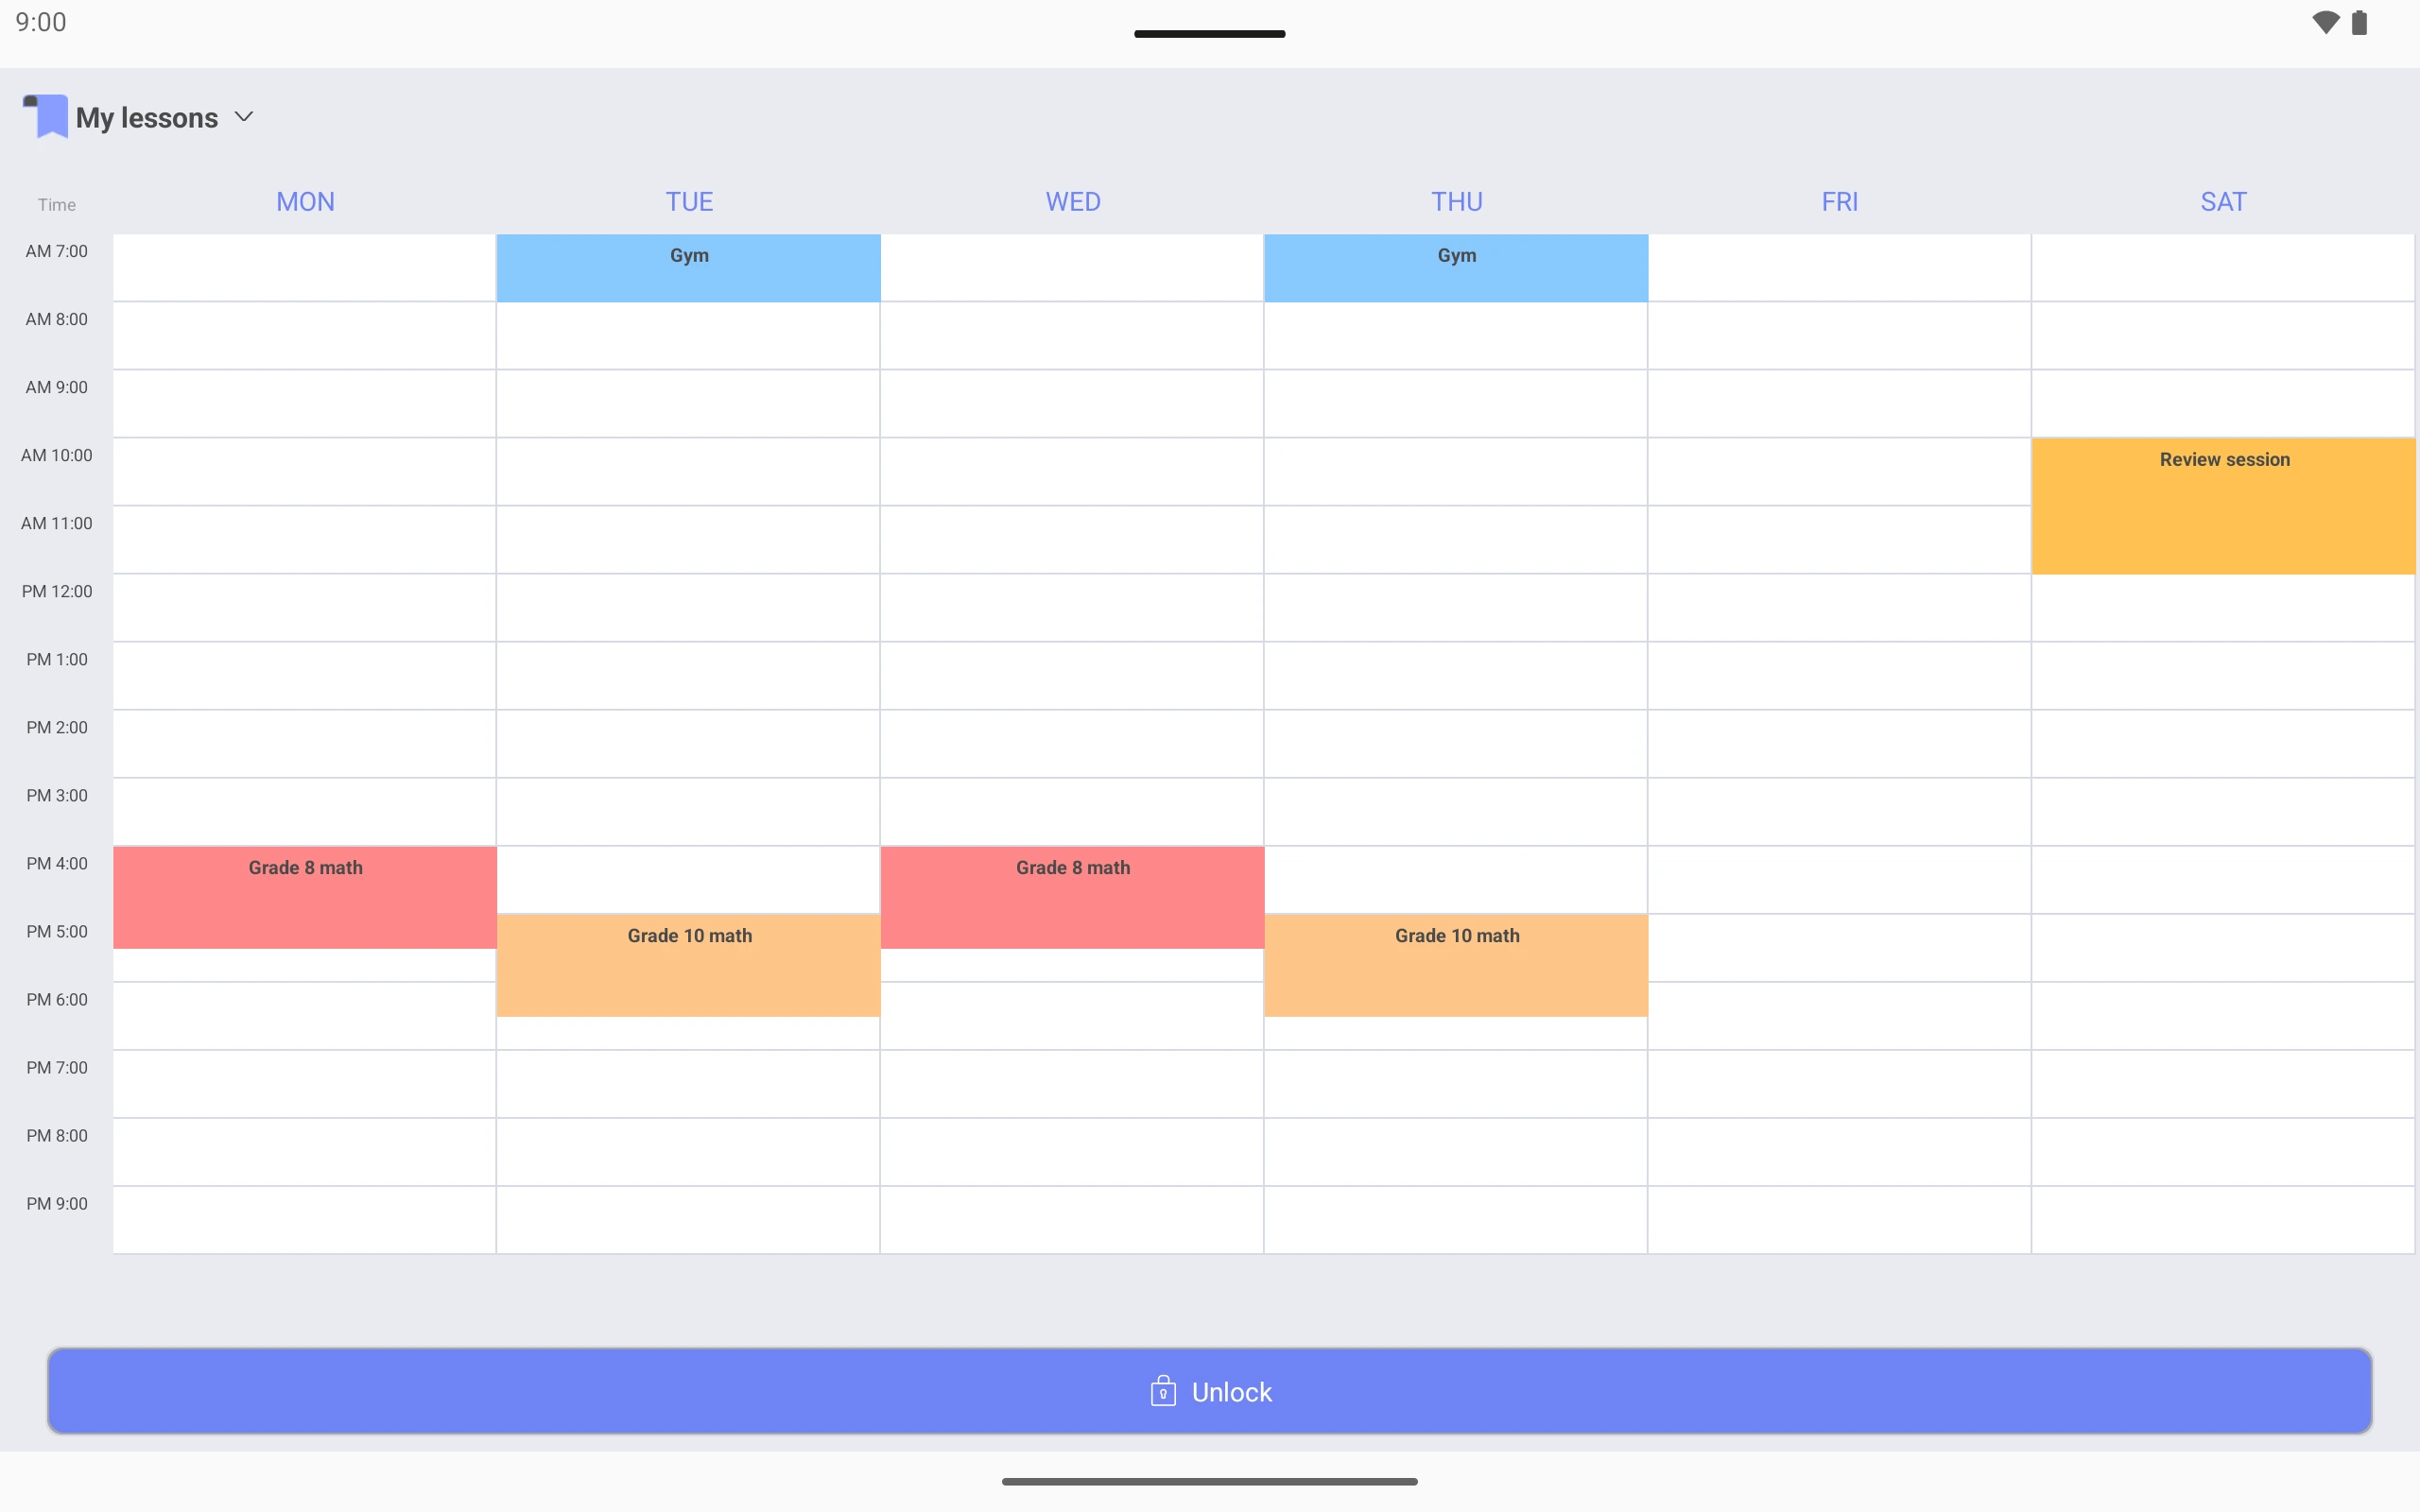 9:00
My lessons
Time MON TUE WED THU FRI SAT
AM 7:00 Gym Gym
AM 8:00
AM 9:00
AM 10:00 Review session
AM 11:00
PM 12:00
PM 1:00
PM 2:00
PM 3:00
PM 4:00 Grade 8 math Grade 8 math
PM 5:00 Grade 10 math Grade 10 math
PM 6:00
PM 7:00
PM 8:00
PM 9:00
Unlock